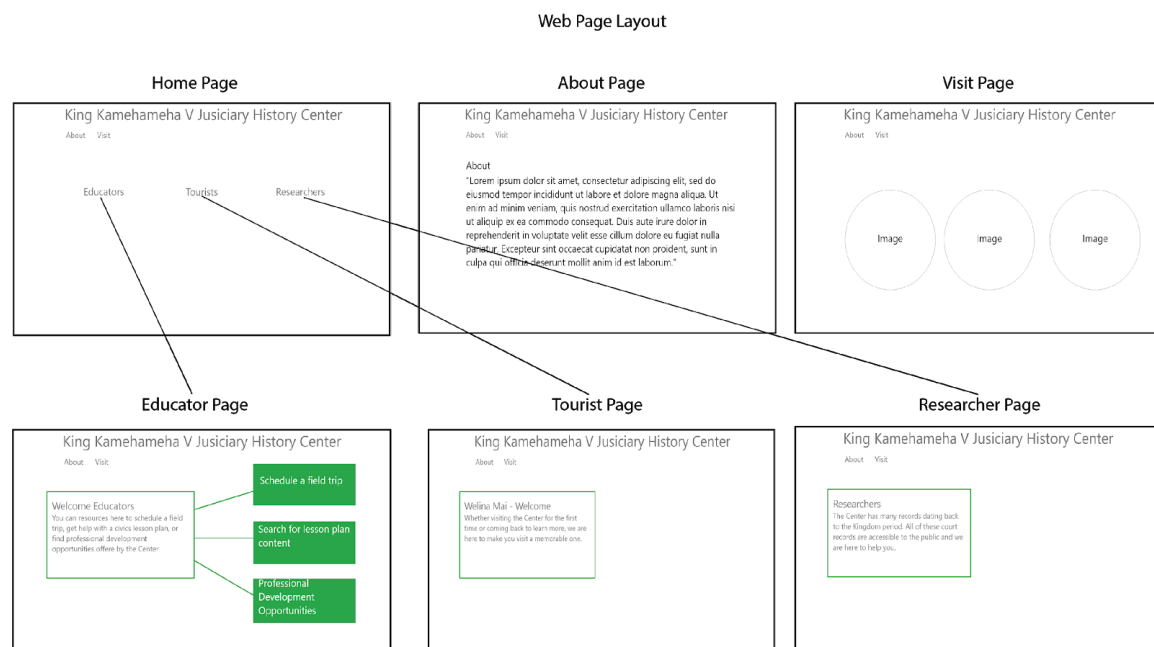 Web Page Layout
Home Page
King Kamehameha V Jusiciary History Center
About Visit
Educators Tourists Researchers
About Page
King Kamehameha V Jusiciary History Center
About Visit
About
"Lorem ipsum dolor sit amet, consectetur adipiscing elit, sed do
eiusmod tempor incididunt ut labore et dolore magna aliqua. Ut
enim ad minim veniam, quis nostrud exercitation ullamco laboris nisi
ut aliquip ex ea commodo consequat. Duis aute irure dolor in
reprehenderit in voluptate velit esse cillum dolore eu fugiat nulla
pariatur. Excepteur sint occaecat cupidatat non proident, sunt in
culpa qui officia deserunt mollit anim id est laborum."
Visit Page
King Kamehameha V Jusiciary History Center
About Visit
Image Image Image
Educator Page
King Kamehameha V Jusiciary History Center
About Visit
Welcome Educators
You can resources here to schedule a field
trip, get help with a civics lesson plan, or
find professional development
opportunities offere by the Center
Schedule a field trip
Search for lesson plan
content
Professional
Development
Opportunities
Tourist Page
King Kamehameha V Jusiciary History Center
About Visit
Welina Mai - Welcome
Whether visiting the Center for the first
time or coming back to learn more, we are
here to make you visit a memorable one.
Researcher Page
King Kamehameha V Jusiciary History Center
About Visit
Researchers
The Center has many records dating back
to the Kingdom period. All of these court
records are accessible to the public and we
are here to help you.